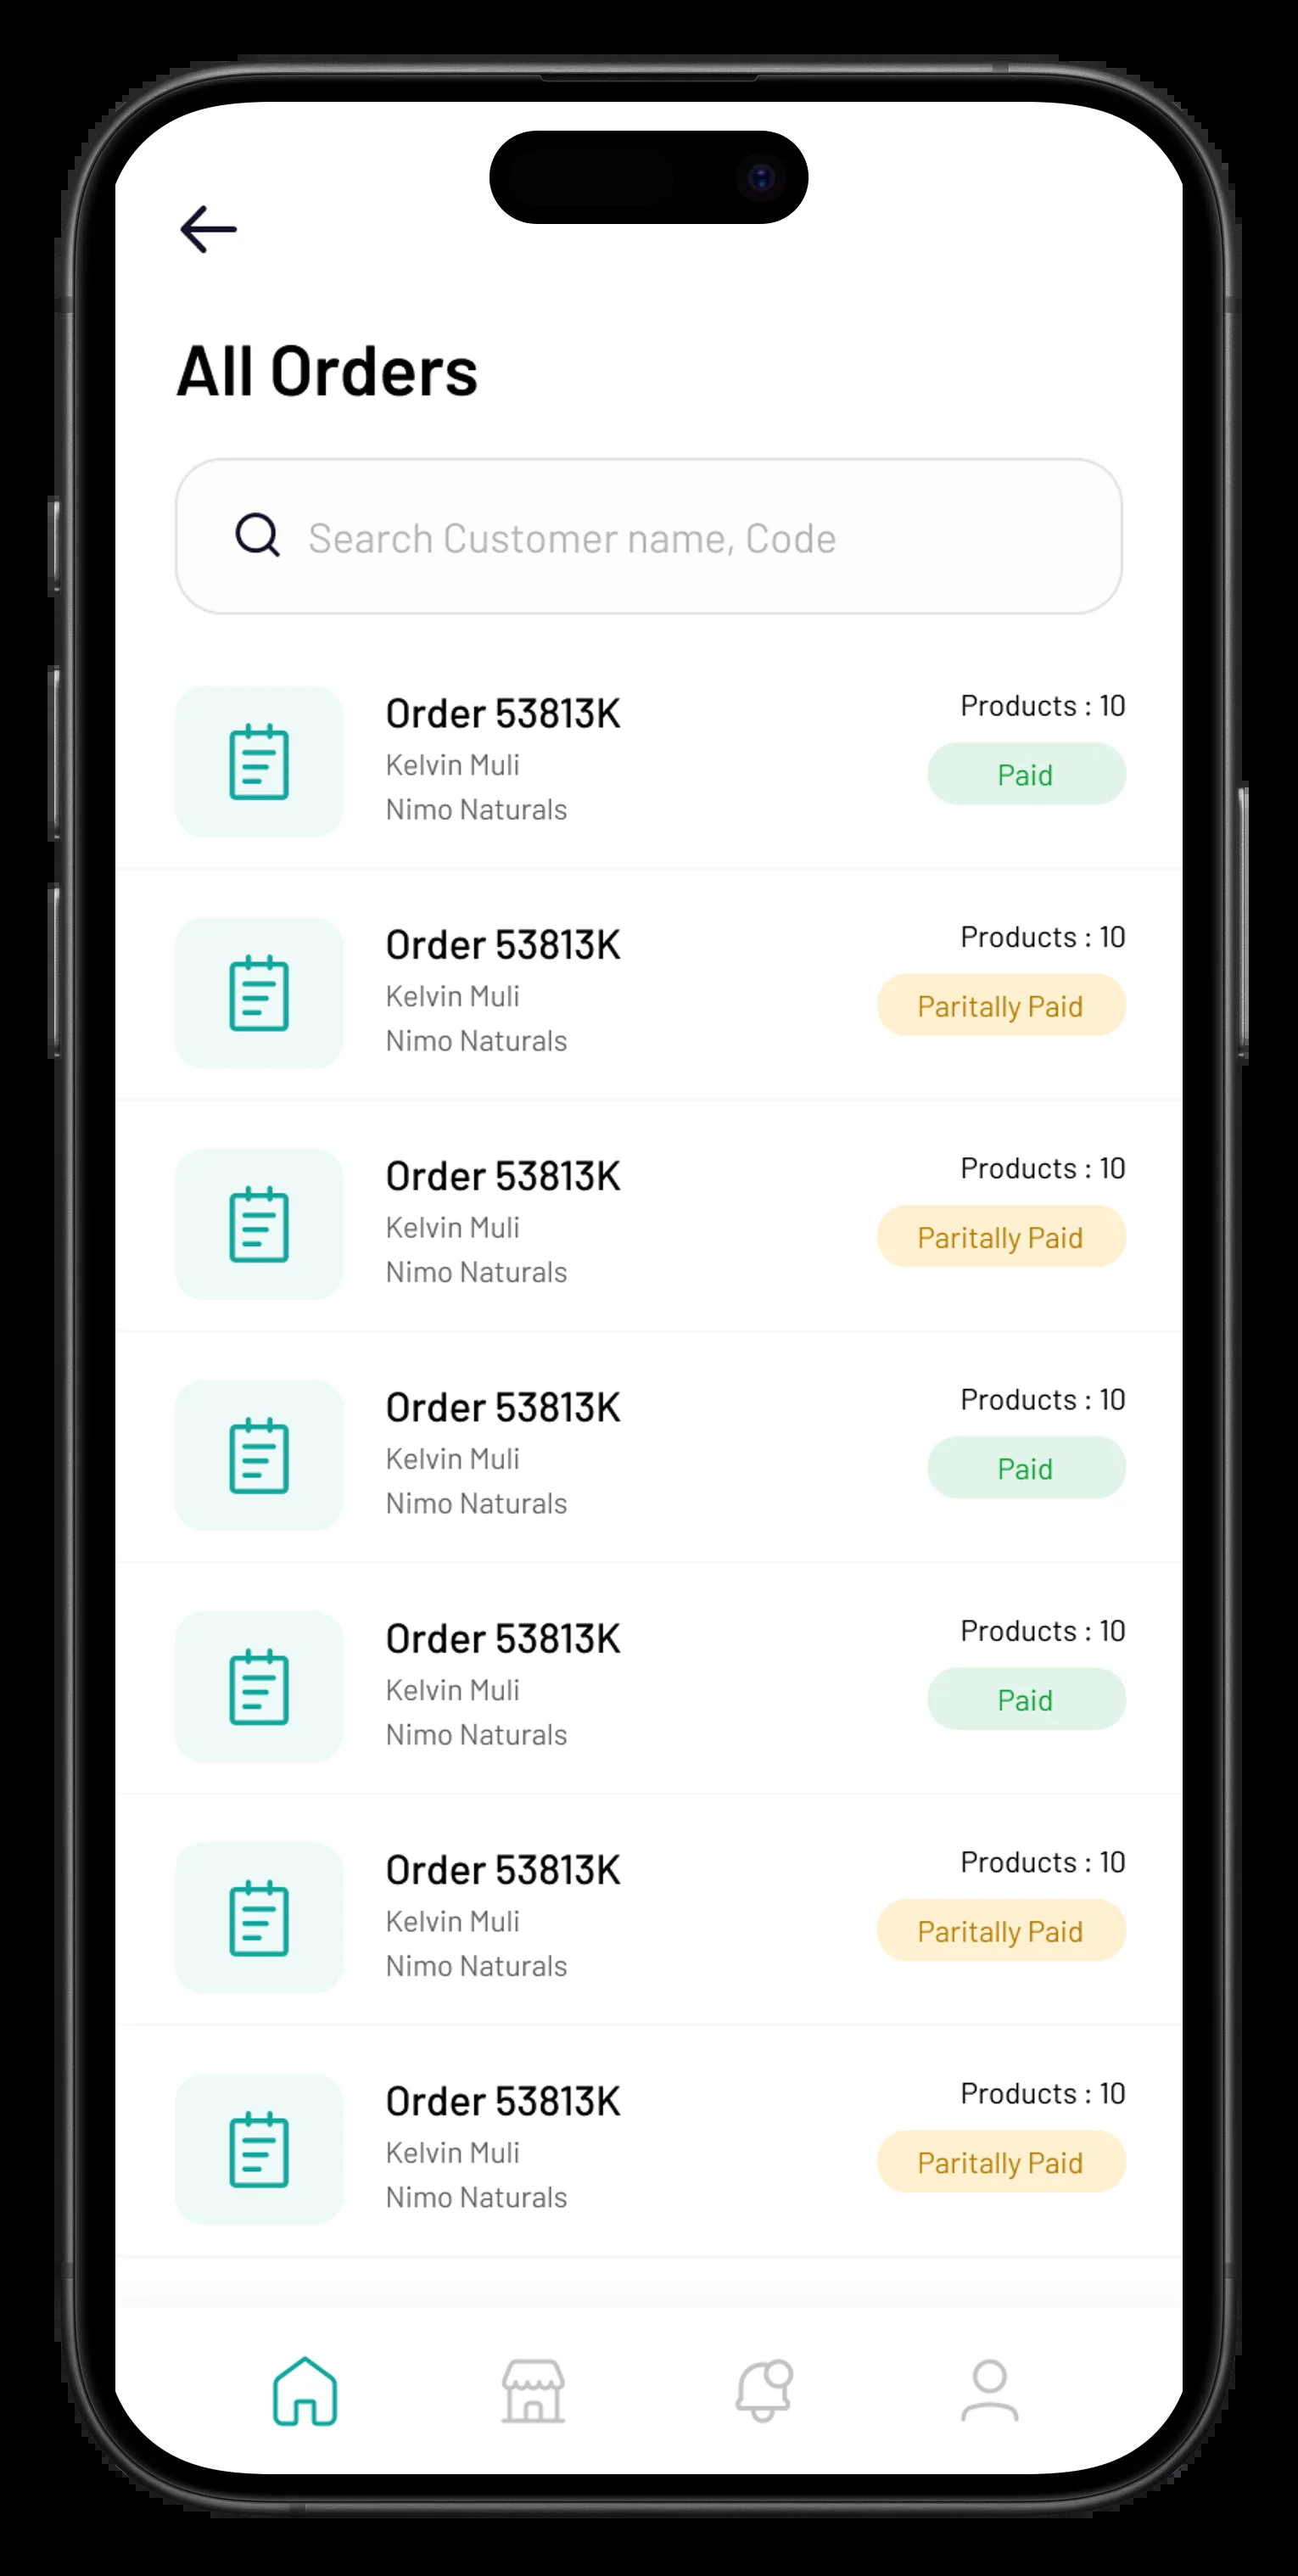 All Orders
Search Customer name, Code
Order 53813K
Products : 10
Kelvin Muli
Paid
Nimo Naturals
Order 53813K
Products : 10
Kelvin Muli
Paritally Paid
Nimo Naturals
Order 53813K
Products : 10
Kelvin Muli
Paritally Paid
Nimo Naturals
Order 53813K
Products : 10
Kelvin Muli
Paid
Nimo Naturals
Order 53813K
Products : 10
Kelvin Muli
Paid
Nimo Naturals
Order 53813K
Products : 10
Kelvin Muli
Paritally Paid
Nimo Naturals
Order 53813K
Products : 10
Kelvin Muli
Paritally Paid
Nimo Naturals